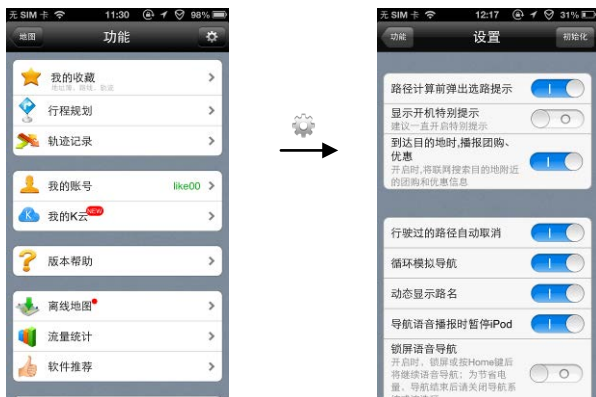 无 SIM 卡
11:30
98%
地图
功能
我的收藏
地址簿、路线、轨迹
行程规划
轨迹记录
我的账号
like00
我的K云
NEW
版本帮助
离线地图
流量统计
软件推荐
无 SIM 卡
12:17
31%
功能
设置
初始化
路径计算前弹出选路提示
显示开机特别提示
建议一直开启特别提示
到达目的地时,播报团购、
优惠
开启时,将联网搜索目的地附近
的团购和优惠信息
行驶过的路径自动取消
循环模拟导航
动态显示路名
导航语音播报时暂停iPod
锁屏语音导航
开启时，锁屏或按Home键后
将继续语音导航；为节省电
量，导航结束后请关闭导航系